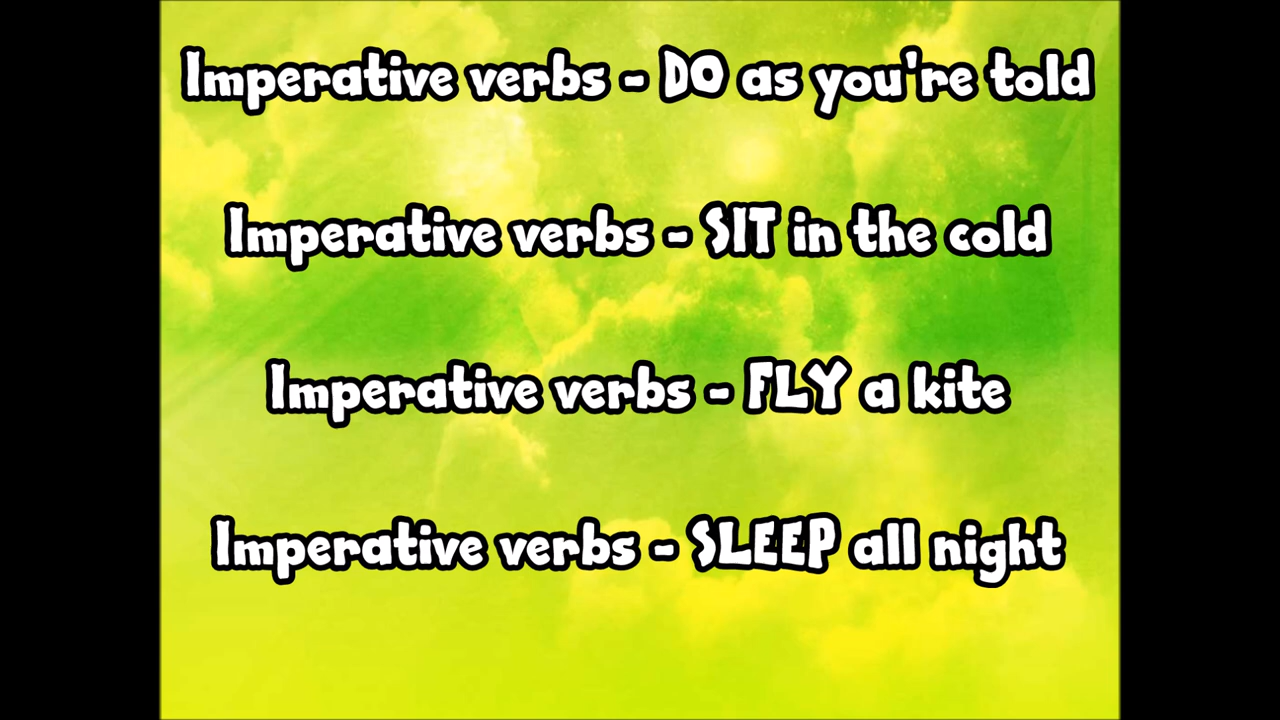 Imperative verbs - DO as you're told
Imperative verbs - SIT in the cold
Imperative verbs - FLY a kite
Imperative verbs - SLEEP all night